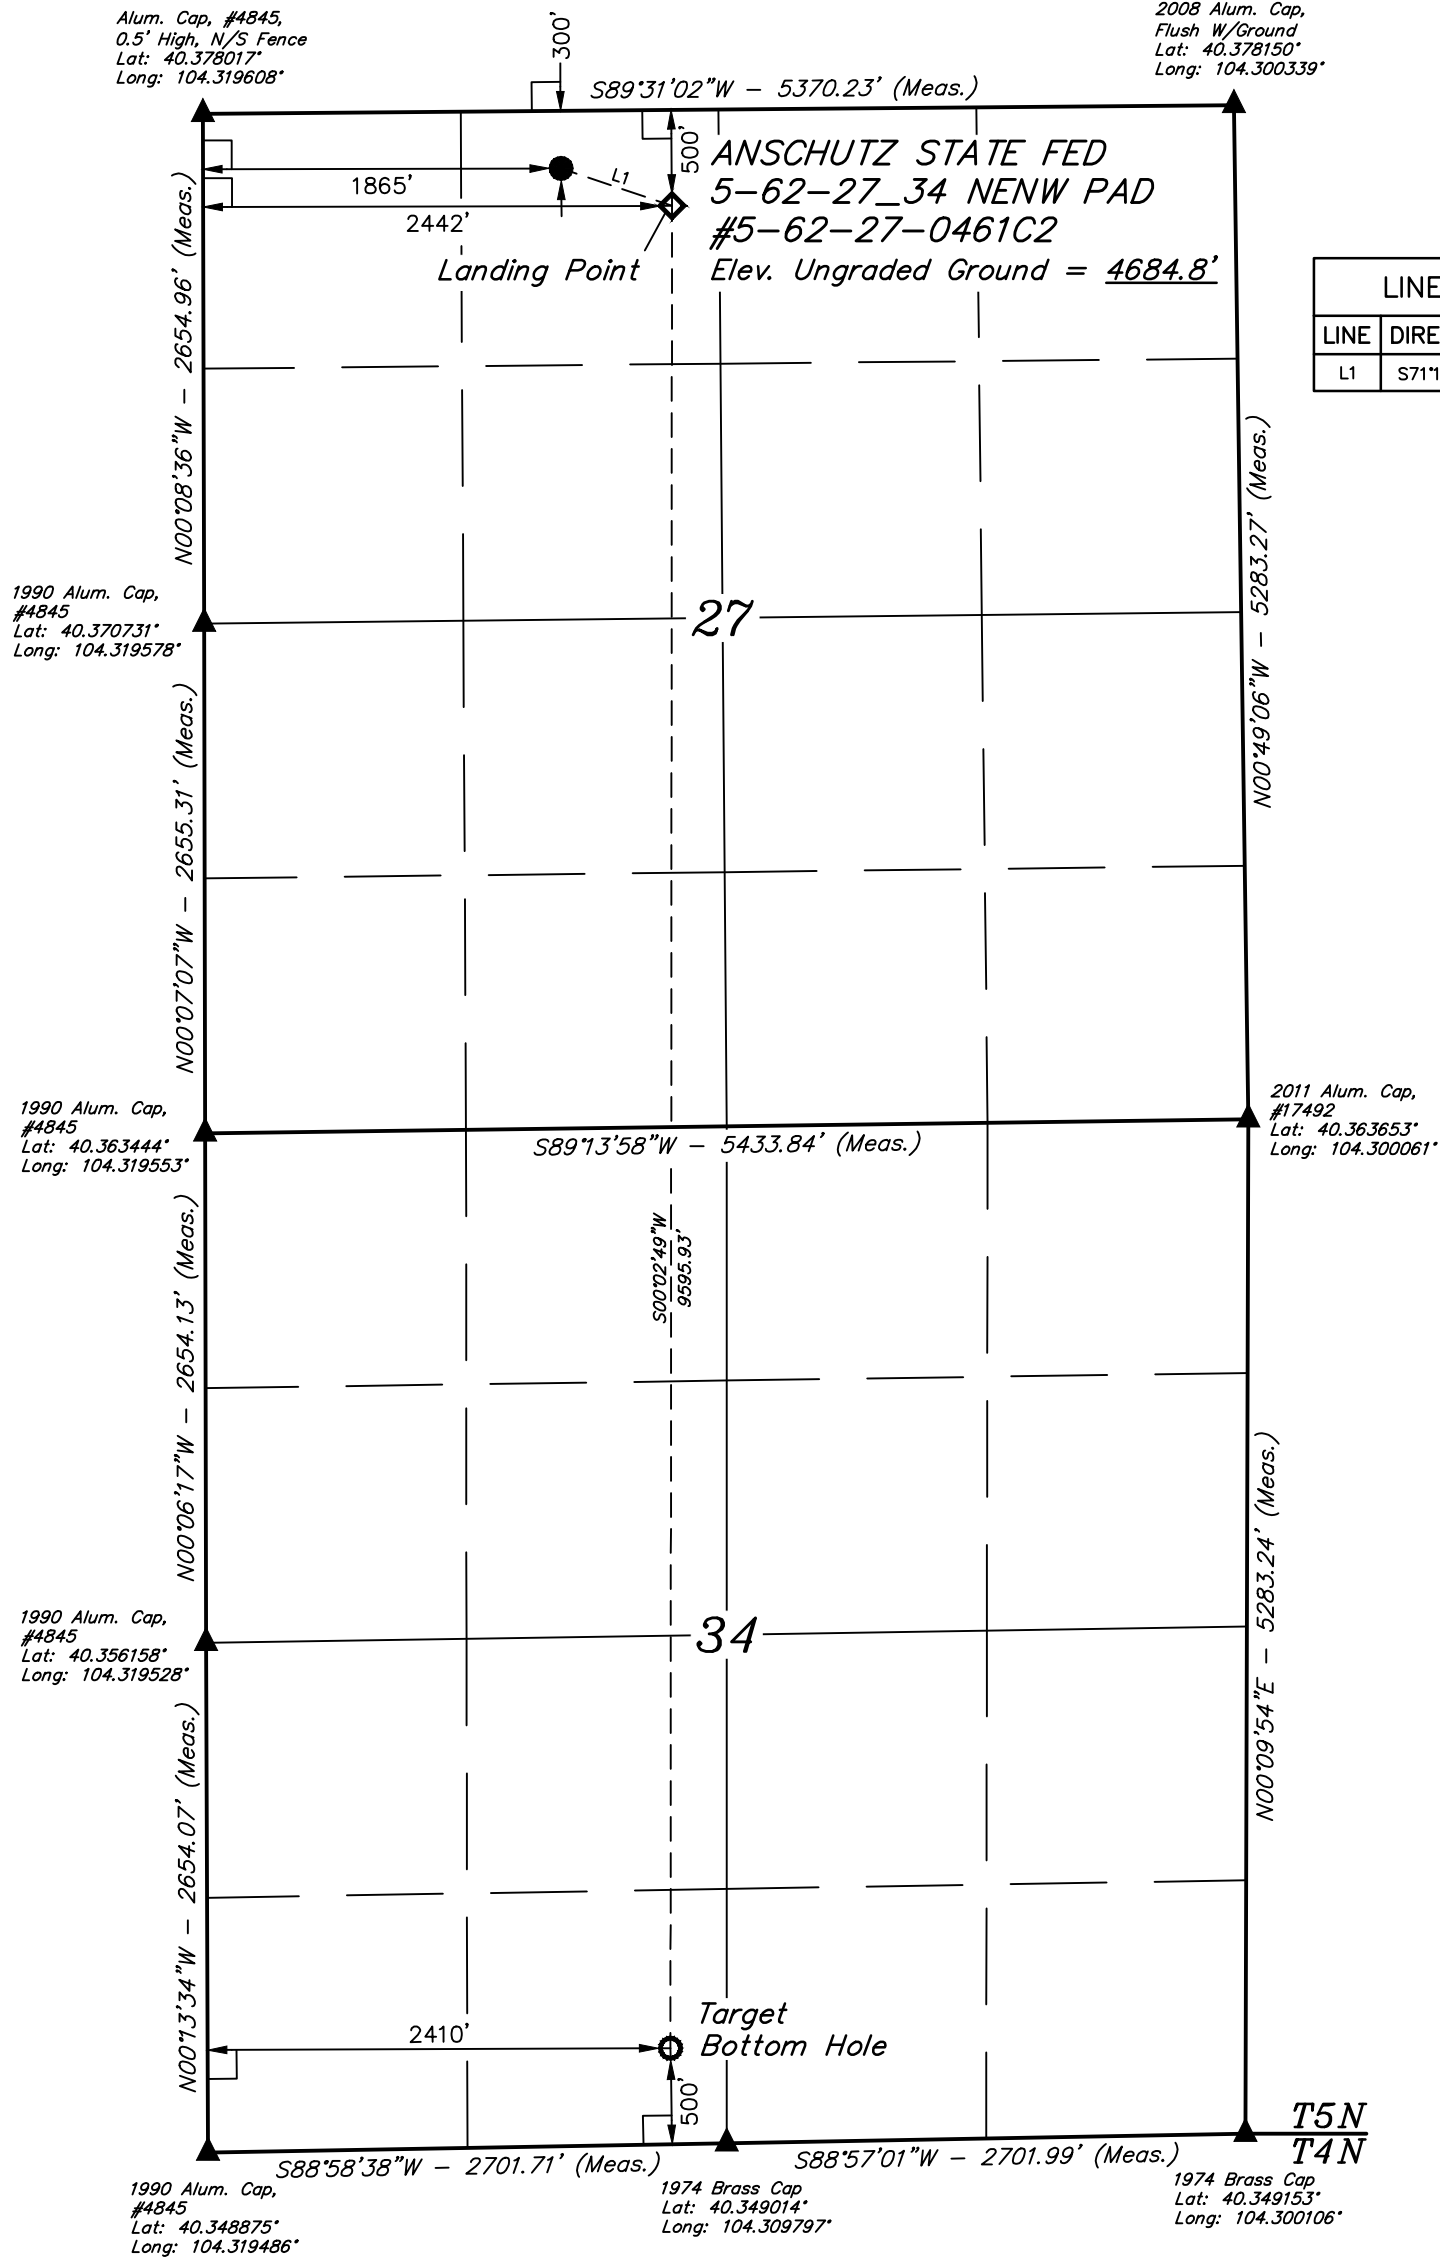 Alum. Cap, #4845,
0.5' High, N/S Fence
Lat: 40.378017°
Long: 104.319608°
300'
S89°31'02"W - 5370.23' (Meas.)
2008 Alum. Cap,
Flush W/Ground
Lat: 40.378150°
Long: 104.300339°
1865'
L1
500'
2442'
Landing Point
ANSCHUTZ STATE FED
5-62-27_34 NENW PAD
#5-62-27-0461C2
Elev. Ungraded Ground = 4684.8'
LINE
LINE DIRE
L1 S71°1
N00°08'36"W - 2654.96' (Meas.)
N00°49'06"W - 5283.27' (Meas.)
1990 Alum. Cap,
#4845
Lat: 40.370731°
Long: 104.319578°
27
N00°07'07"W - 2655.31' (Meas.)
1990 Alum. Cap,
#4845
Lat: 40.363444°
Long: 104.319553°
S89°13'58"W - 5433.84' (Meas.)
2011 Alum. Cap,
#17492
Lat: 40.363653°
Long: 104.300061°
S00°02'49"W
9595.93'
N00°06'17"W - 2654.13' (Meas.)
N00°09'54"E - 5283.24' (Meas.)
1990 Alum. Cap,
#4845
Lat: 40.356158°
Long: 104.319528°
34
N00°13'34"W - 2654.07' (Meas.)
2410'
Target
Bottom Hole
500'
T5N
T4N
S88°58'38"W - 2701.71' (Meas.)
S88°57'01"W - 2701.99' (Meas.)
1990 Alum. Cap,
#4845
Lat: 40.348875°
Long: 104.319486°
1974 Brass Cap
Lat: 40.349014°
Long: 104.309797°
1974 Brass Cap
Lat: 40.349153°
Long: 104.300106°